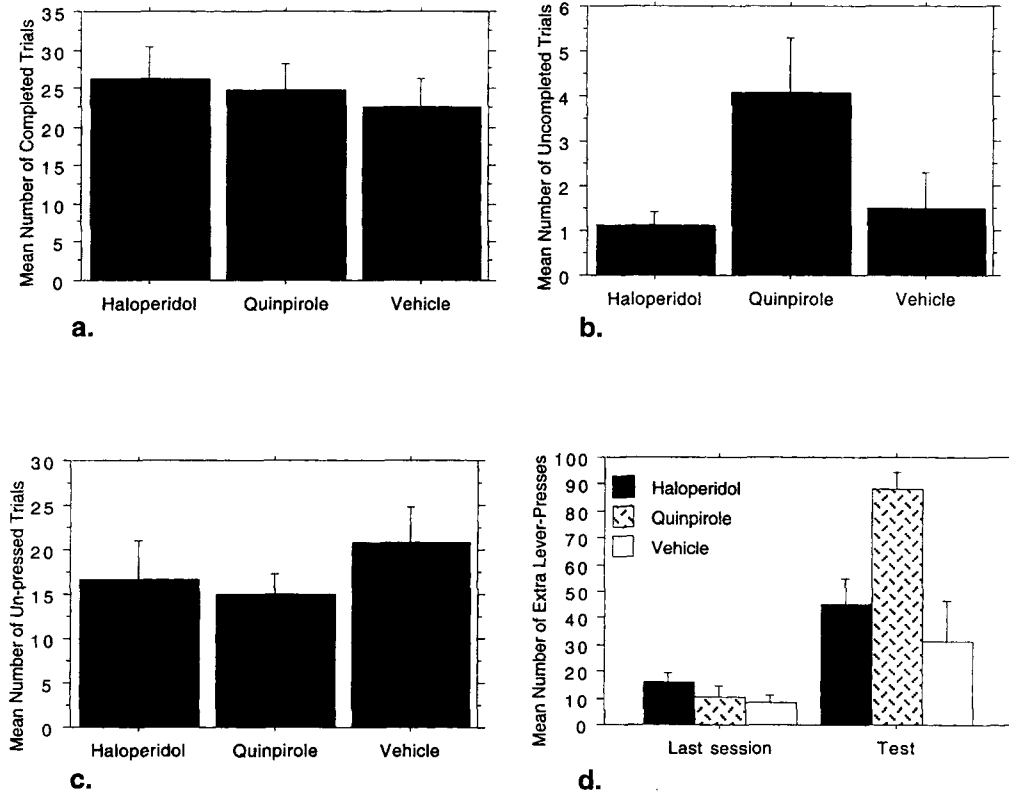 Mean Number of Completed Trials
35
30
25
20
15
10
5
0
Haloperidol Quinpirole Vehicle
a.
Mean Number of Uncompleted Trials
6
5
4
3
2
1
0
Haloperidol Quinpirole Vehicle
b.
Mean Number of Un-pressed Trials
30
25
20
15
10
5
0
Haloperidol Quinpirole Vehicle
c.
Mean Number of Extra Lever-Presses
100
90
80
70
60
50
40
30
20
10
0
Haloperidol
Quinpirole
Vehicle
Last session Test
d.